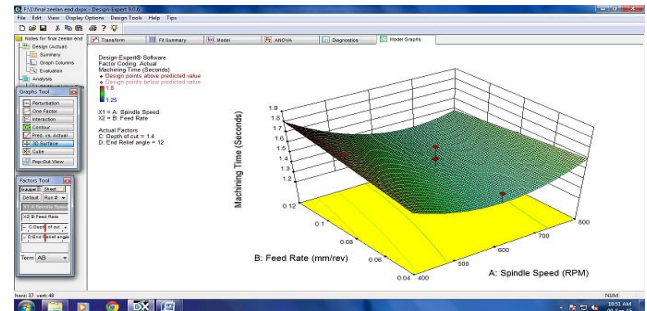 F:\Zfinal zeelan end.dxpx - Design-Expert 9.0.6
File Edit View Display Options Design Tools Help Tips
Notes for final zeelan end
Design (Actual)
Summary
Graph Columns
Evaluation
Analysis
Transform
Fit Summary
Model
ANOVA
Diagnostics
Model Graphs
Graphs Tool
Perturbation
One Factor
Interaction
Contour
Pred. vs. Actual
3D Surface
Cube
Pop-Out View
Factors Tool
Gauges Sheet
Default Run #
X1 A:Spindle Speed
X2 B:Feed Rate
C:Depth of cut
D:End Relief angle
Term AB
Design-Expert® Software
Factor Coding: Actual
Machining Time (Seconds)
Design points above predicted value
Design points below predicted value
1.8
1.25
X1 = A: Spindle Speed
X2 = B: Feed Rate
Actual Factors
C: Depth of cut = 1.4
D: End Relief angle = 12
Machining Time (Seconds)
1.9
1.8
1.7
1.6
1.5
1.4
1.3
1.2
0.12
0.1
0.08
0.06
0.04
B: Feed Rate (mm/rev)
400
500
600
700
800
A: Spindle Speed (RPM)
NUM
10:51 AM